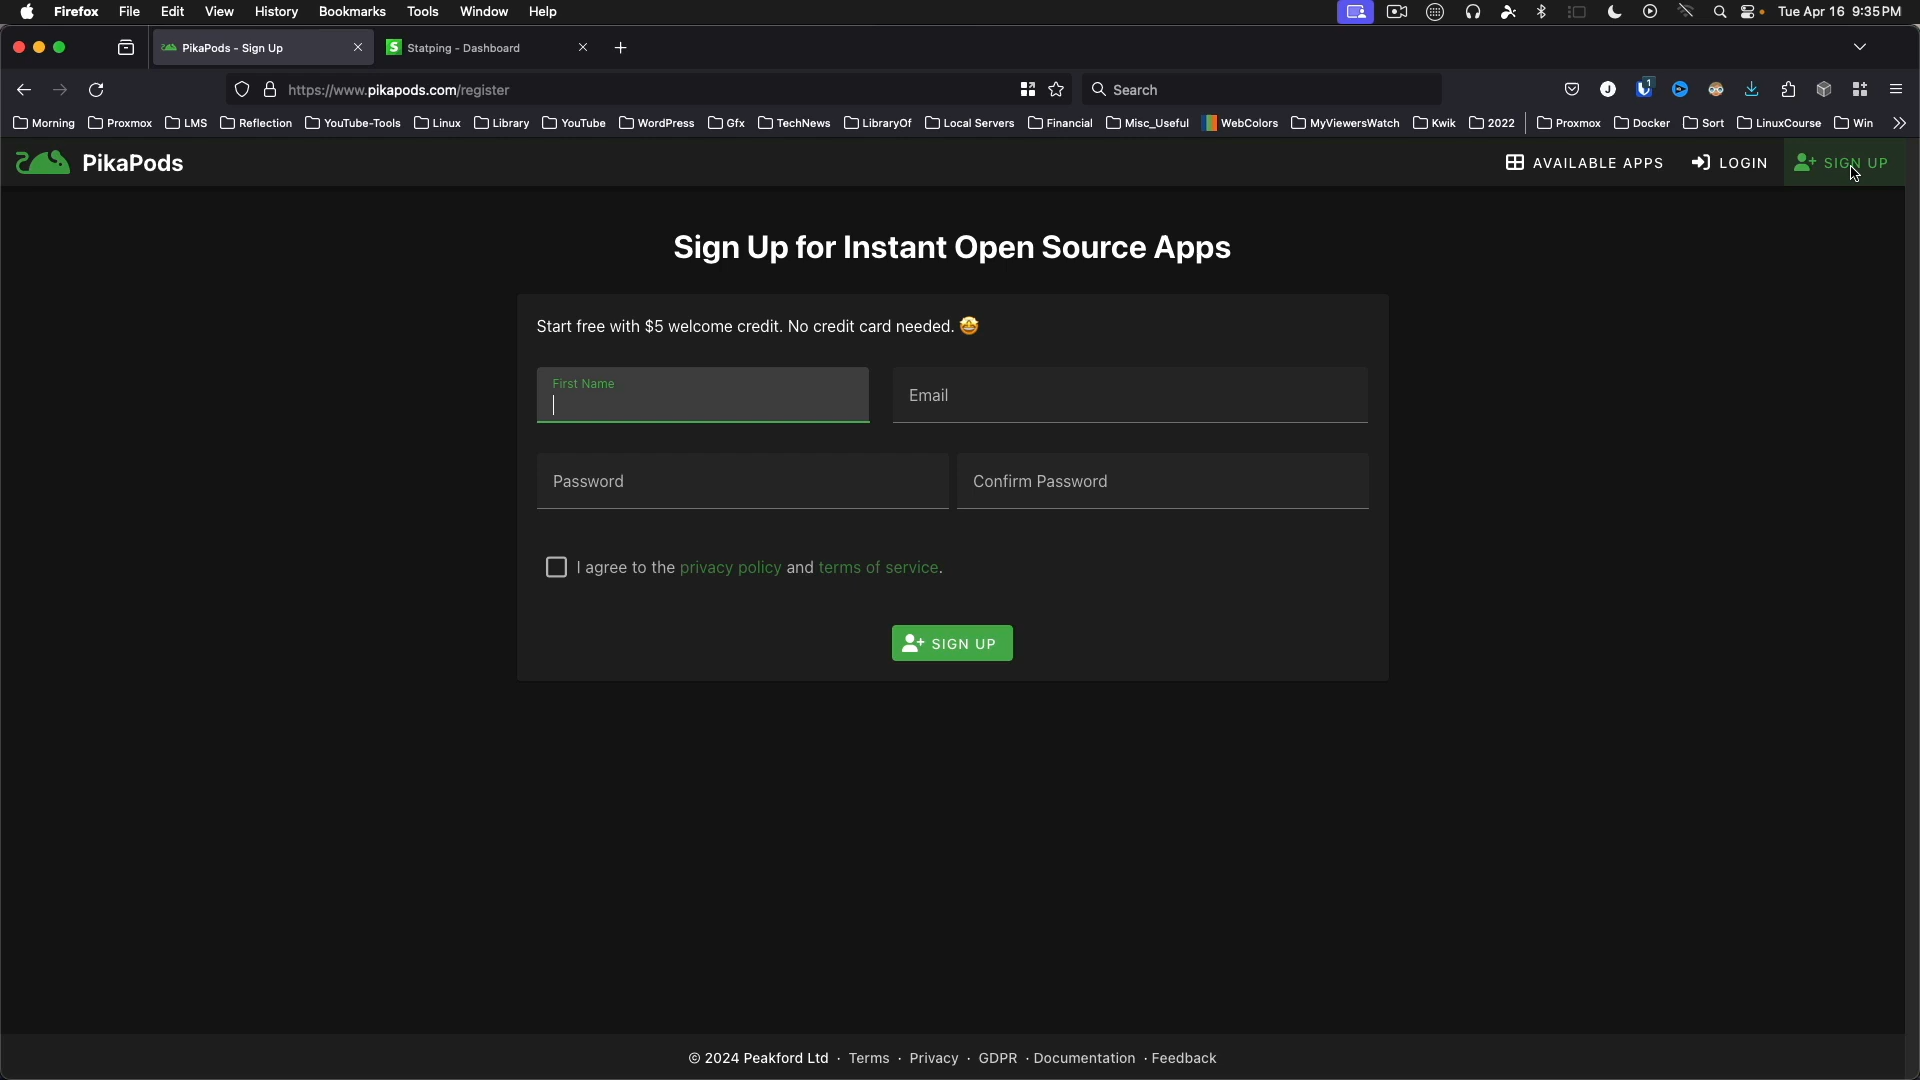 Firefox File Edit View History Bookmarks Tools Window Help Tue Apr 16 9:35 PM
PikaPods - Sign Up Statping - Dashboard
https://www.pikapods.com/register Search
Morning Proxmox LMS Reflection YouTube-Tools Linux Library YouTube WordPress Gfx TechNews LibraryOf Local Servers Financial Misc_Useful WebColors MyViewersWatch Kwik 2022 Proxmox Docker Sort LinuxCourse Win
PikaPods AVAILABLE APPS LOGIN SIGN UP
Sign Up for Instant Open Source Apps
Start free with $5 welcome credit. No credit card needed. 🤩
First Name
Email
Password Confirm Password
I agree to the privacy policy and terms of service.
SIGN UP
© 2024 Peakford Ltd · Terms · Privacy · GDPR · Documentation · Feedback